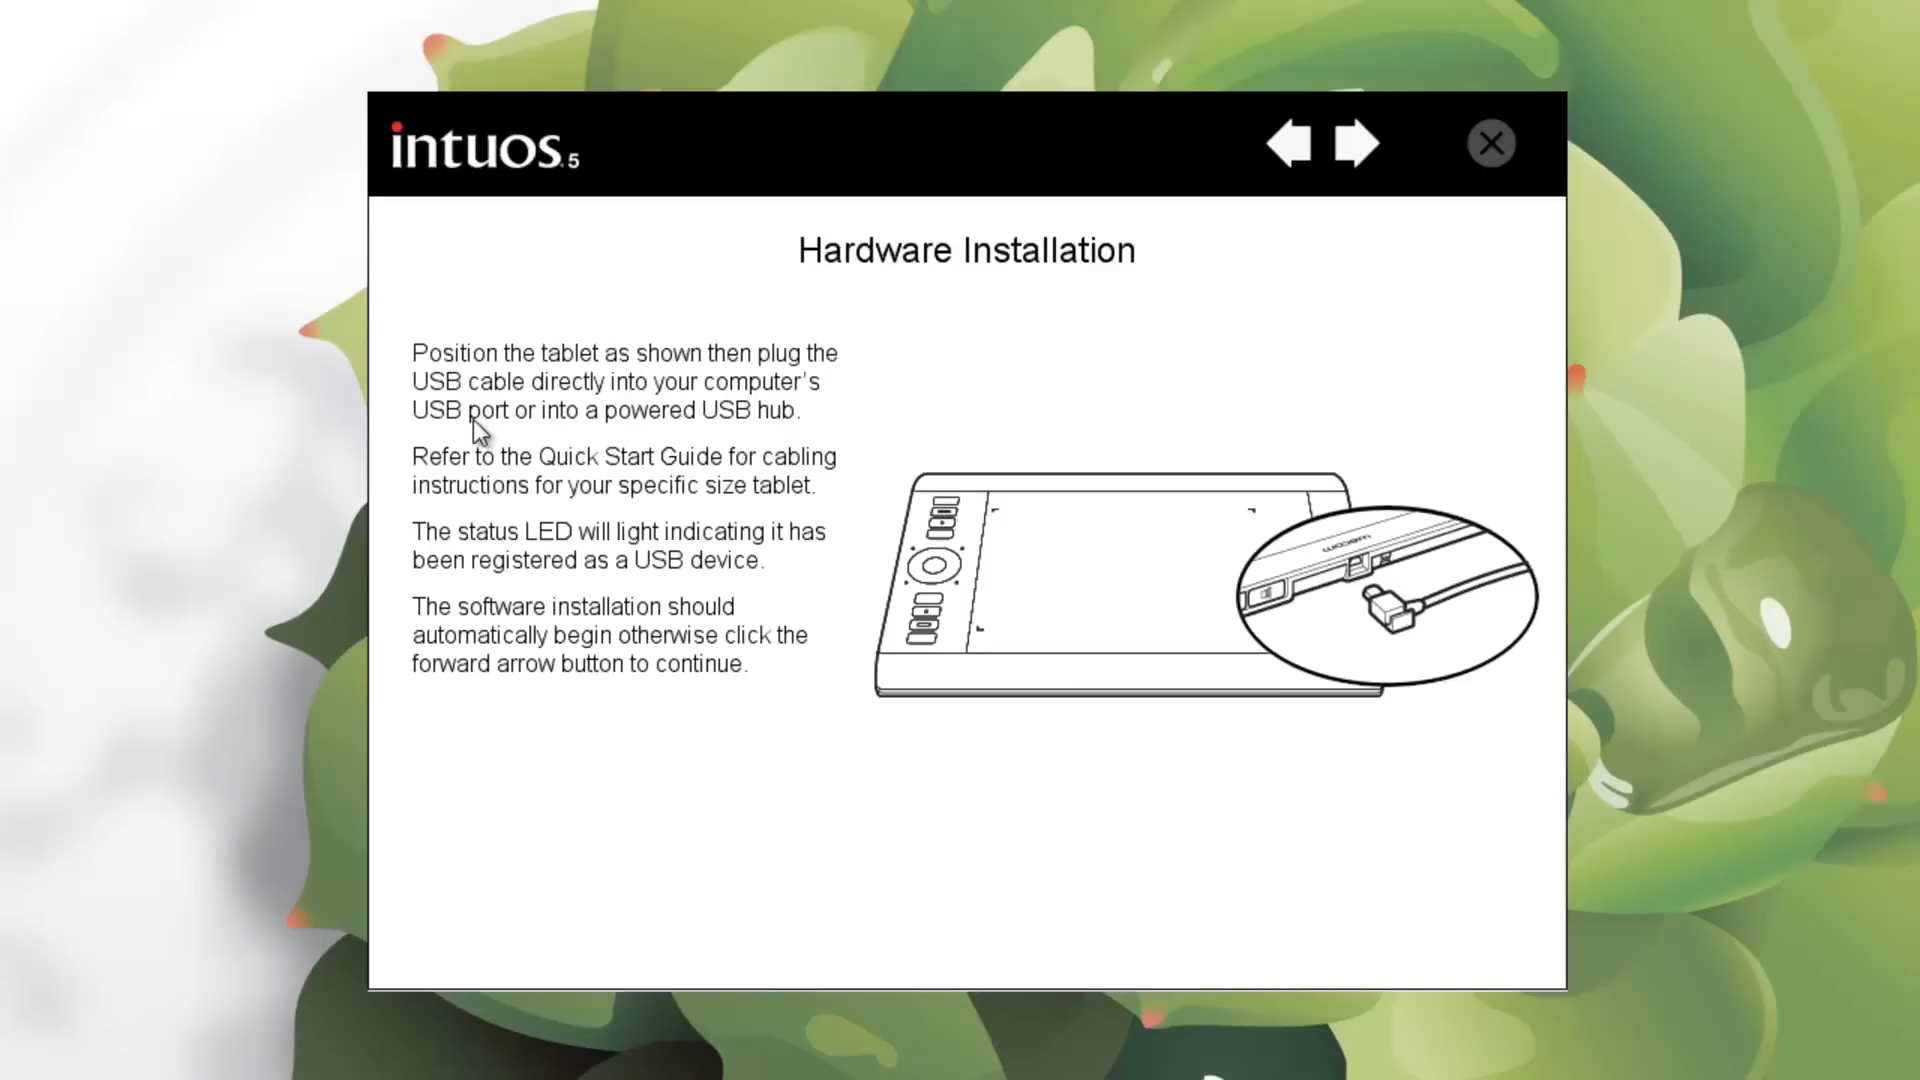 intuos5
Hardware Installation
Position the tablet as shown then plug the
USB cable directly into your computer's
USB port or into a powered USB hub.
Refer to the Quick Start Guide for cabling
instructions for your specific size tablet.
The status LED will light indicating it has
been registered as a USB device.
The software installation should
automatically begin otherwise click the
forward arrow button to continue.
wacom